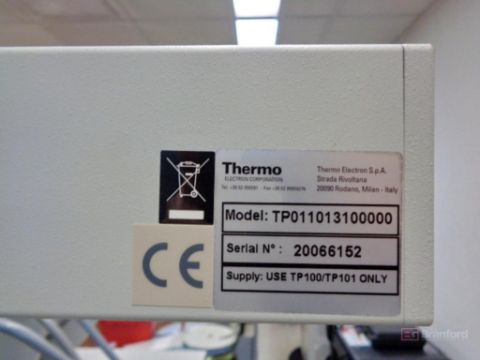 Thermo
ELECTRON CORPORATION
Thermo Electron S.p.A.
Strada Rivoltana
20090 Rodano, Milan - Italy
Model: TP011013100000
Serial N° : 20066152
Supply: USE TP100/TP101 ONLY
CE
Branford